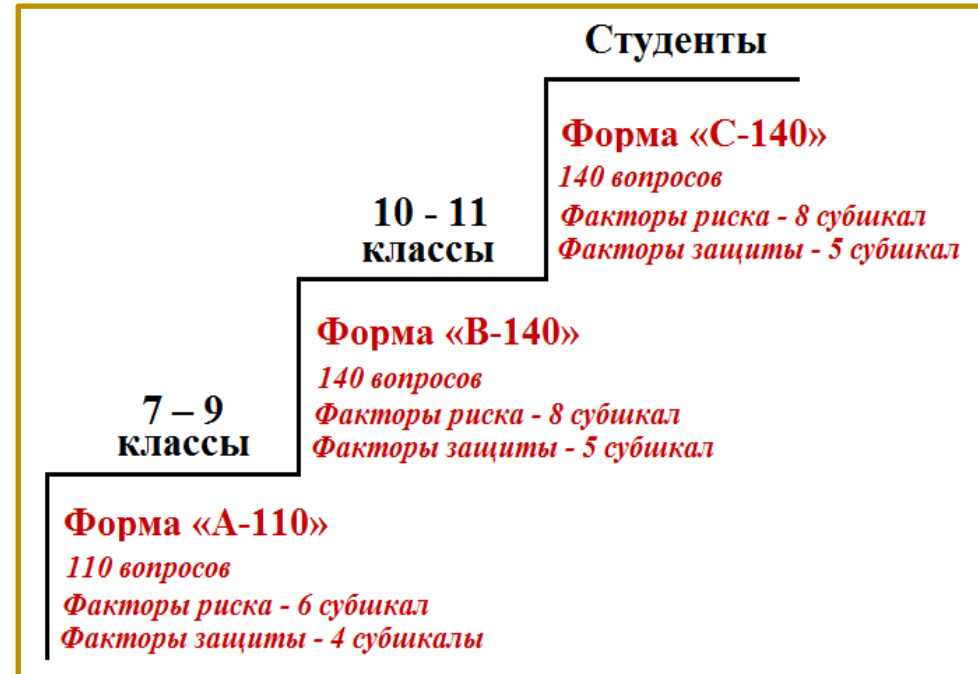 Студенты
Форма «С-140»
140 вопросов
Факторы риска - 8 субшкал
Факторы защиты - 5 субшкал
10 - 11
классы
Форма «В-140»
140 вопросов
Факторы риска - 8 субшкал
Факторы защиты - 5 субшкал
7 – 9
классы
Форма «А-110»
110 вопросов
Факторы риска - 6 субшкал
Факторы защиты - 4 субшкалы